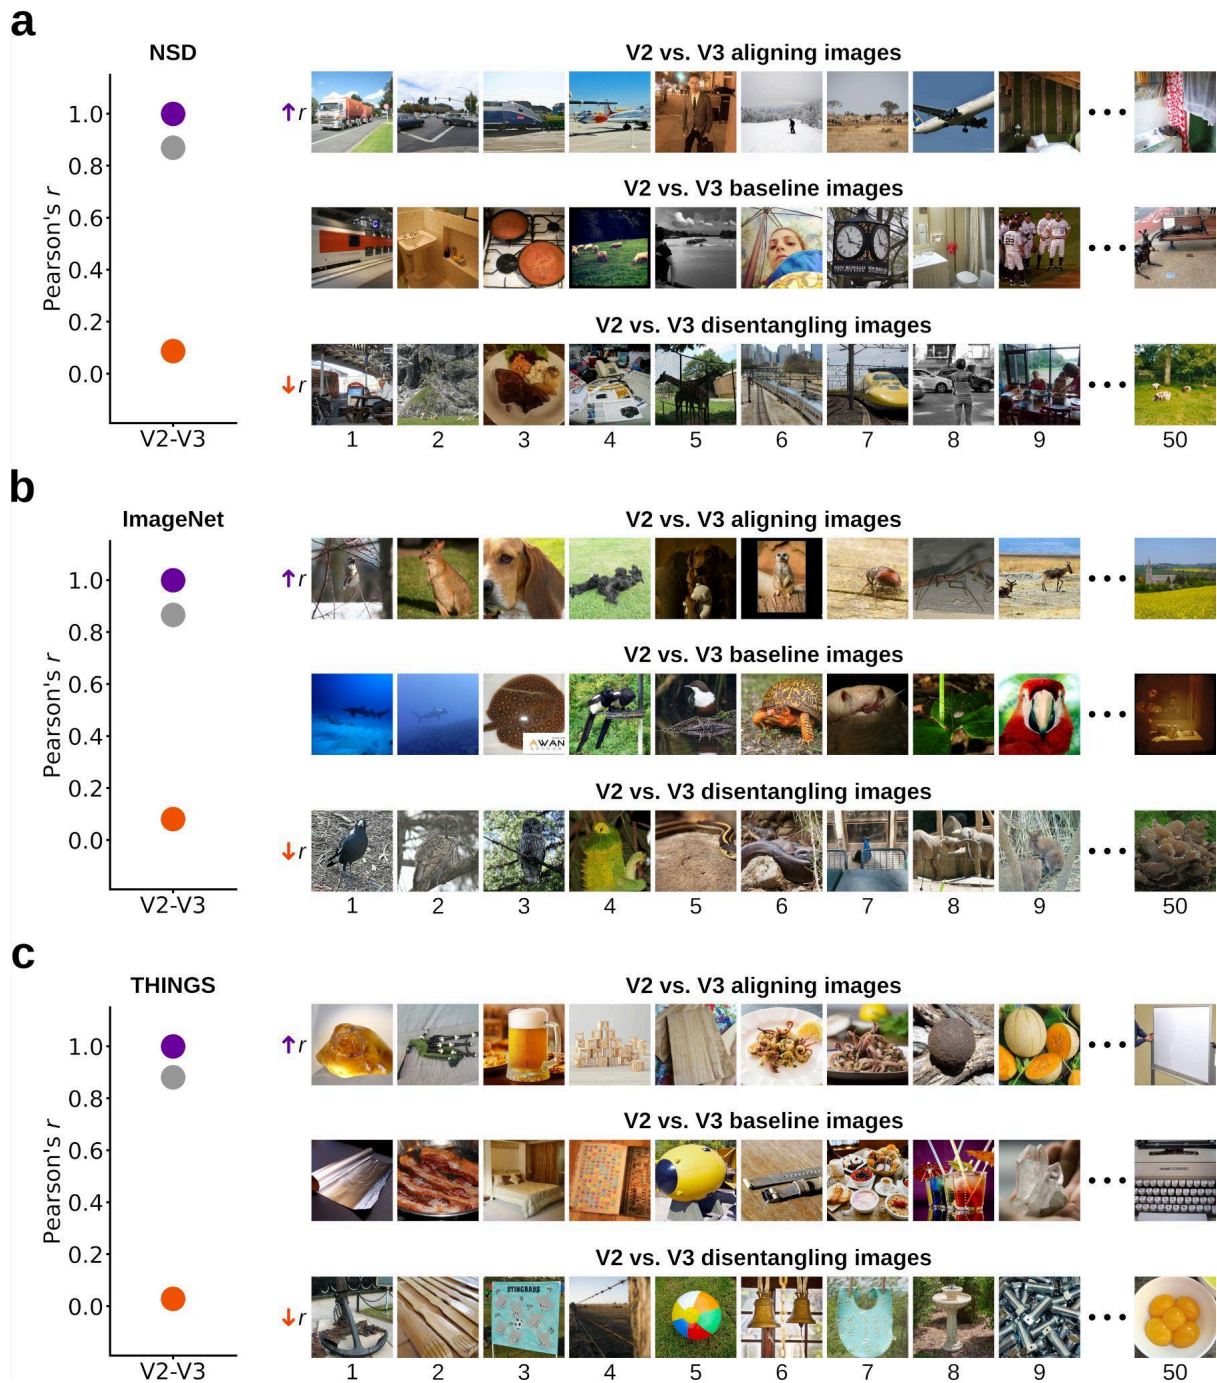 a
NSD
V2 vs. V3 aligning images
1.0
0.8
0.6
0.4
0.2
0.0
Pearson's r
V2-V3
↑r
V2 vs. V3 baseline images
V2 vs. V3 disentangling images
↓r
1 2 3 4 5 6 7 8 9 50
b
ImageNet
V2 vs. V3 aligning images
1.0
0.8
0.6
0.4
0.2
0.0
Pearson's r
V2-V3
↑r
V2 vs. V3 baseline images
AWAN
V2 vs. V3 disentangling images
↓r
1 2 3 4 5 6 7 8 9 50
c
THINGS
V2 vs. V3 aligning images
1.0
0.8
0.6
0.4
0.2
0.0
Pearson's r
V2-V3
↑r
V2 vs. V3 baseline images
V2 vs. V3 disentangling images
STINGRAYS
↓r
1 2 3 4 5 6 7 8 9 50